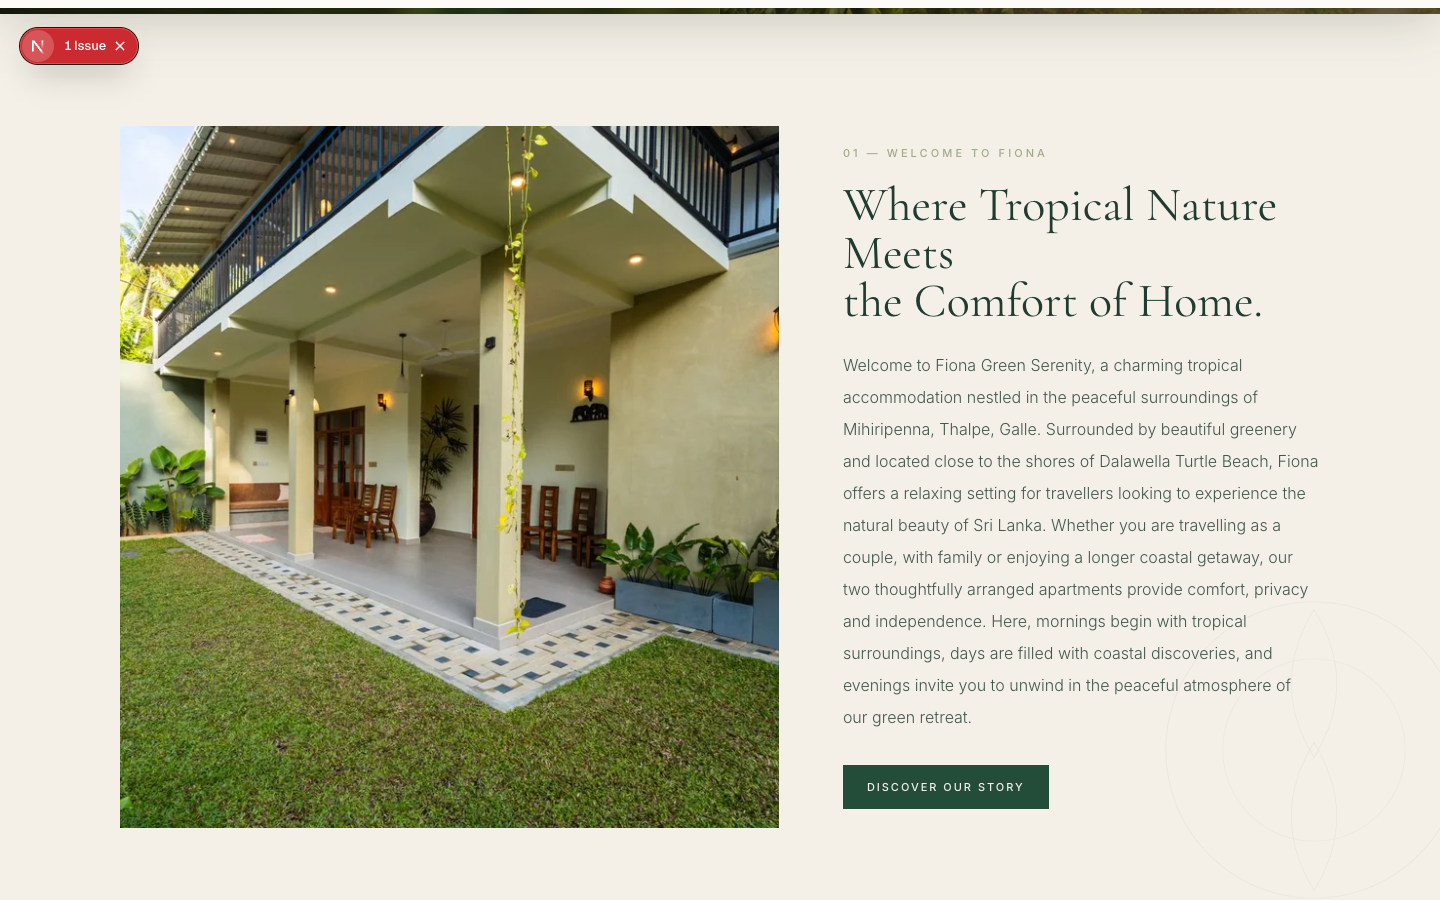 N 1 Issue
01 — WELCOME TO FIONA
Where Tropical Nature
Meets
the Comfort of Home.
Welcome to Fiona Green Serenity, a charming tropical
accommodation nestled in the peaceful surroundings of
Mihiripenna, Thalpe, Galle. Surrounded by beautiful greenery
and located close to the shores of Dalawella Turtle Beach, Fiona
offers a relaxing setting for travellers looking to experience the
natural beauty of Sri Lanka. Whether you are travelling as a
couple, with family or enjoying a longer coastal getaway, our
two thoughtfully arranged apartments provide comfort, privacy
and independence. Here, mornings begin with tropical
surroundings, days are filled with coastal discoveries, and
evenings invite you to unwind in the peaceful atmosphere of
our green retreat.
DISCOVER OUR STORY